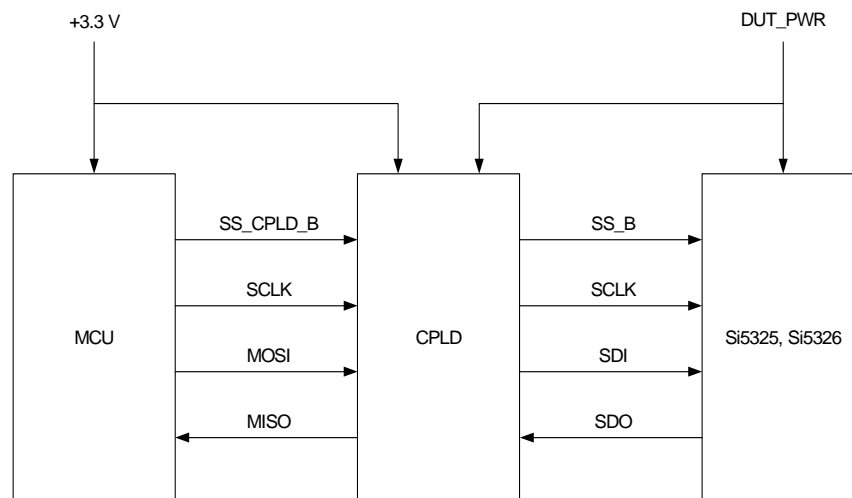 +3.3 V
DUT_PWR
SS_CPLD_B
SS_B
SCLK
SCLK
MCU
CPLD
Si5325, Si5326
MOSI
SDI
MISO
SDO